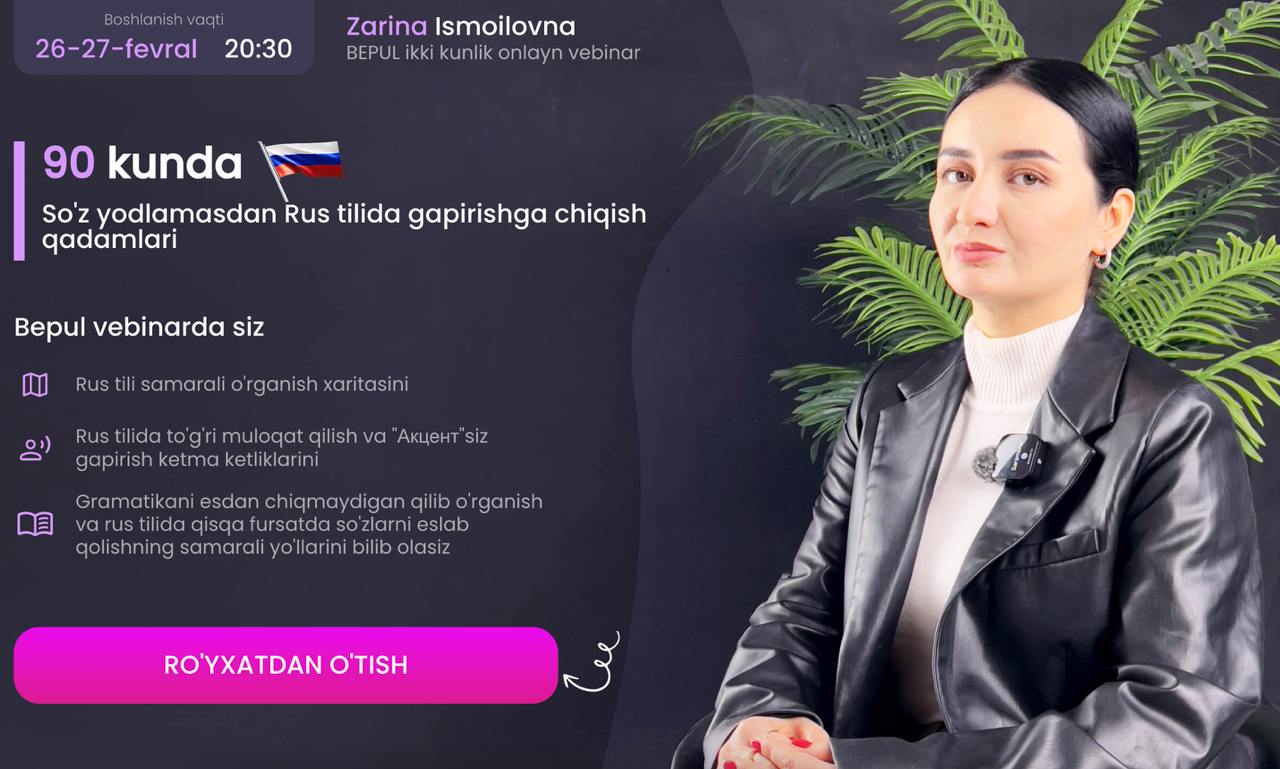 Boshlanish vaqti
26-27-fevral 20:30
Zarina Ismoilovna
BEPUL ikki kunlik onlayn vebinar
90 kunda
So'z yodlamasdan Rus tilida gapirishga chiqish
qadamlari
Bepul vebinarda siz
Rus tili samarali o'rganish xaritasini
Rus tilida to'g'ri muloqat qilish va "Акцент"siz
gapirish ketma ketliklarini
Gramatikani esdan chiqmaydigan qilib o'rganish
va rus tilida qisqa fursatda so'zlarni eslab
qolishning samarali yo'llarini bilib olasiz
RO'YXATDAN O'TISH